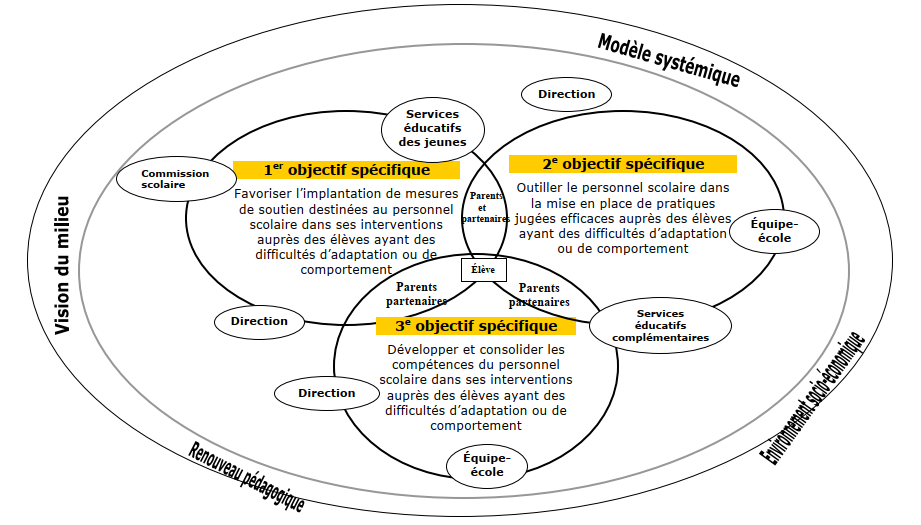 Modèle systémique
Direction
Services
éducatifs
des jeunes
Commission
scolaire
1er objectif spécifique
Favoriser l’implantation de mesures
de soutien destinées au personnel
scolaire dans ses interventions
auprès des élèves ayant des
difficultés d’adaptation ou de
comportement
Parents
et
partenaires
2e objectif spécifique
Outiller le personnel scolaire dans
la mise en place de pratiques
jugées efficaces auprès des élèves
ayant des difficultés d’adaptation
ou de comportement
Équipe-
école
Vision du milieu
Élève
Parents
partenaires
Parents
partenaires
Direction
Services
éducatifs
complémentaires
3e objectif spécifique
Développer et consolider les
compétences du personnel
scolaire dans ses interventions
auprès des élèves ayant des
difficultés d’adaptation ou de
comportement
Direction
Équipe-
école
Environnement socio-économique
Renouveau pédagogique